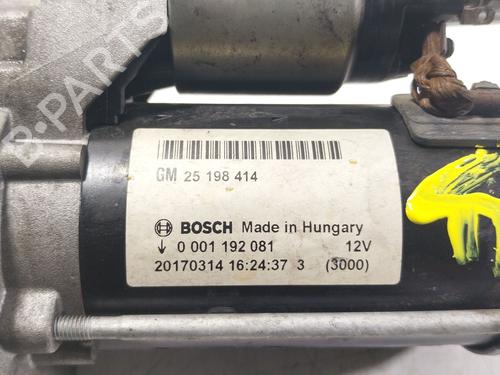 B-PARTS
GM 25 198 414
BOSCH Made in Hungary
↓ 0 001 192 081 12V
20170314 16:24:37 3 (3000)